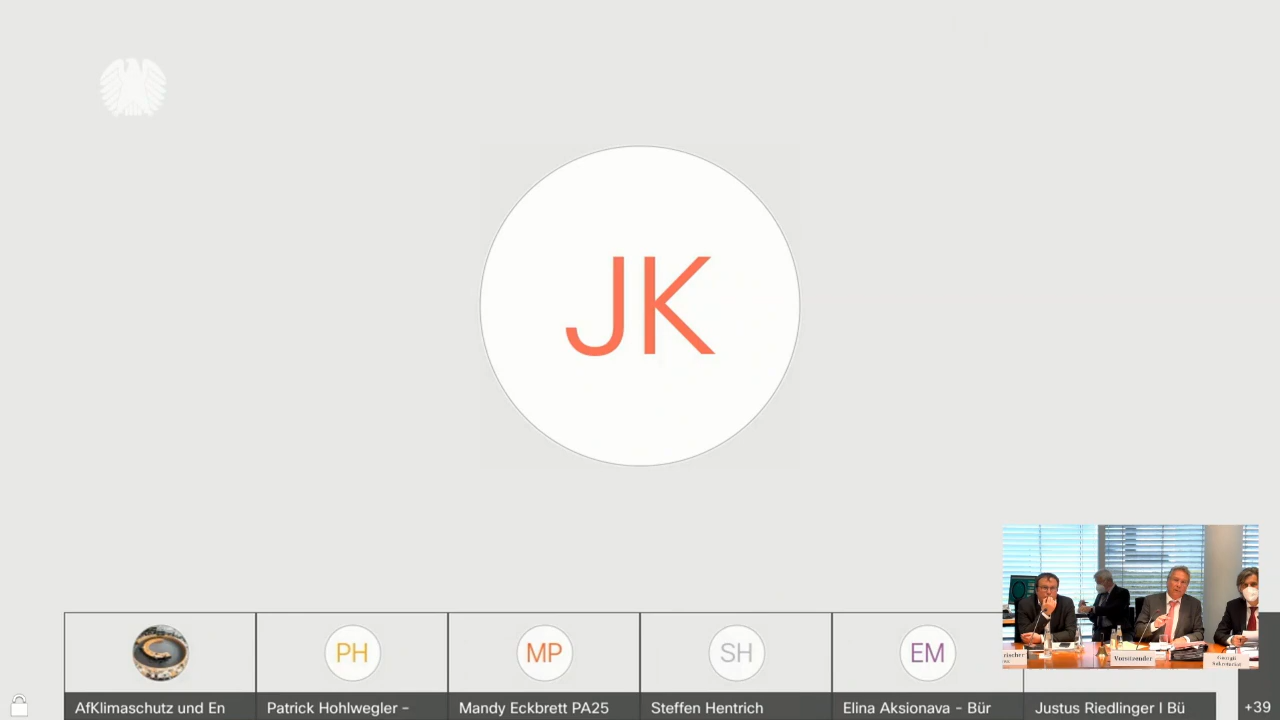 JK
PH
MP
SH
EM
AfKlimaschutz und En
Patrick Hohlwegler -
Mandy Eckbrett PA25
Steffen Hentrich
Elina Aksionava - Bür
Justus Riedlinger | Bü
+39
Vorsitzender
Sekretariat